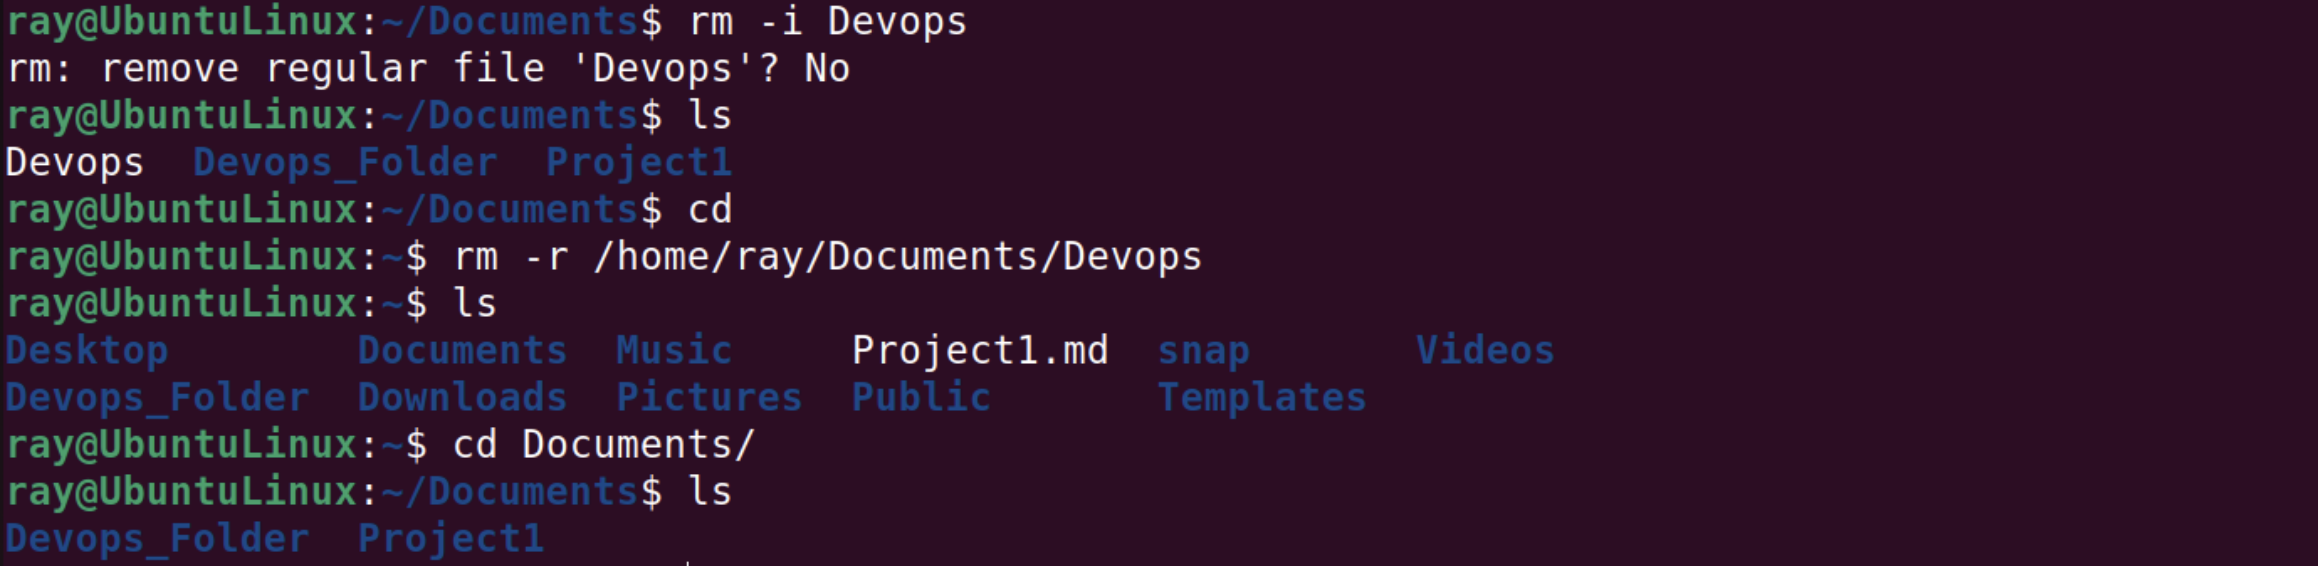 ray@UbuntuLinux:~/Documents$ rm -i Devops
rm: remove regular file 'Devops'? No
ray@UbuntuLinux:~/Documents$ ls
Devops  Devops_Folder  Project1
ray@UbuntuLinux:~/Documents$ cd
ray@UbuntuLinux:~$ rm -r /home/ray/Documents/Devops
ray@UbuntuLinux:~$ ls
Desktop        Documents  Music     Project1.md  snap       Videos
Devops_Folder  Downloads  Pictures  Public       Templates
ray@UbuntuLinux:~$ cd Documents/
ray@UbuntuLinux:~/Documents$ ls
Devops_Folder  Project1